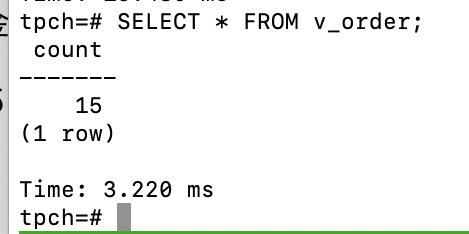 tpch=# SELECT * FROM v_order;
count
-------
15
(1 row)
Time: 3.220 ms
tpch=#